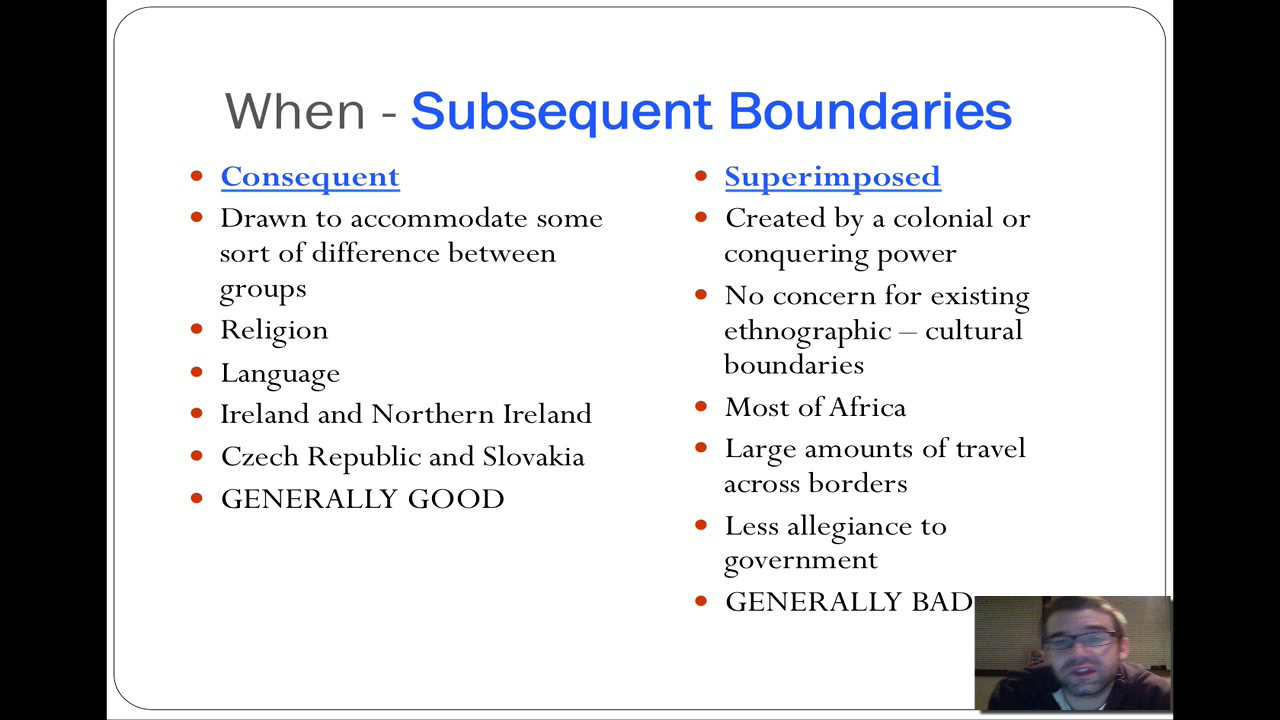 When - Subsequent Boundaries
Consequent
Drawn to accommodate some
sort of difference between
groups
Religion
Language
Ireland and Northern Ireland
Czech Republic and Slovakia
GENERALLY GOOD
Superimposed
Created by a colonial or
conquering power
No concern for existing
ethnographic – cultural
boundaries
Most of Africa
Large amounts of travel
across borders
Less allegiance to
government
GENERALLY BAD